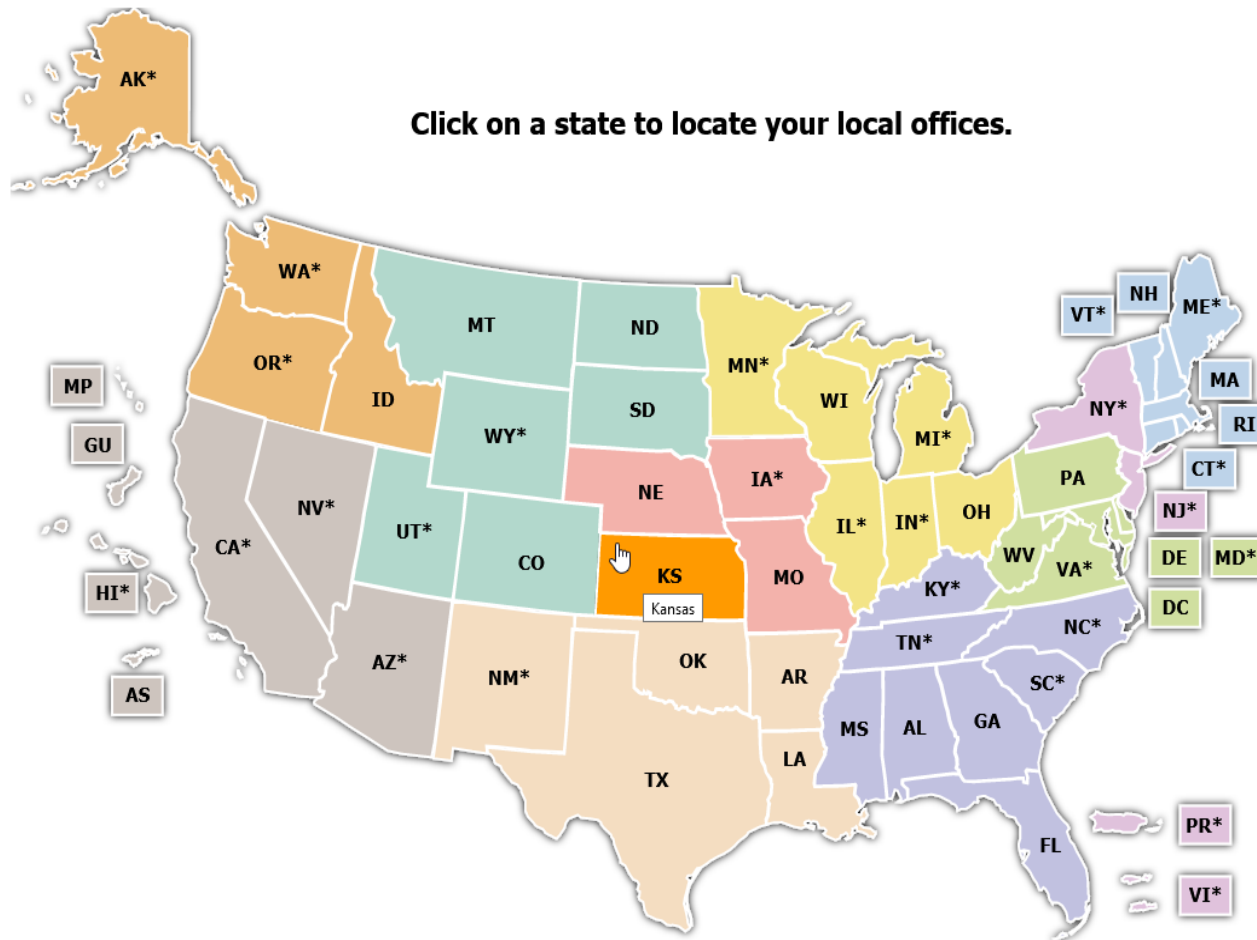 AK*
Click on a state to locate your local offices.
WA*
MT
ND
MN*
VT*
NH
ME*
OR*
ID
WY*
SD
WI
MI*
NY*
MA
RI
MP
GU
NV*
UT*
CO
NE
IA*
IL*
IN*
OH
PA
CT*
NJ*
CA*
HI*
KS
Kansas
MO
KY*
WV
VA*
DE
MD*
DC
AS
AZ*
NM*
OK
AR
TN*
NC*
SC*
TX
LA
MS
AL
GA
FL
PR*
VI*